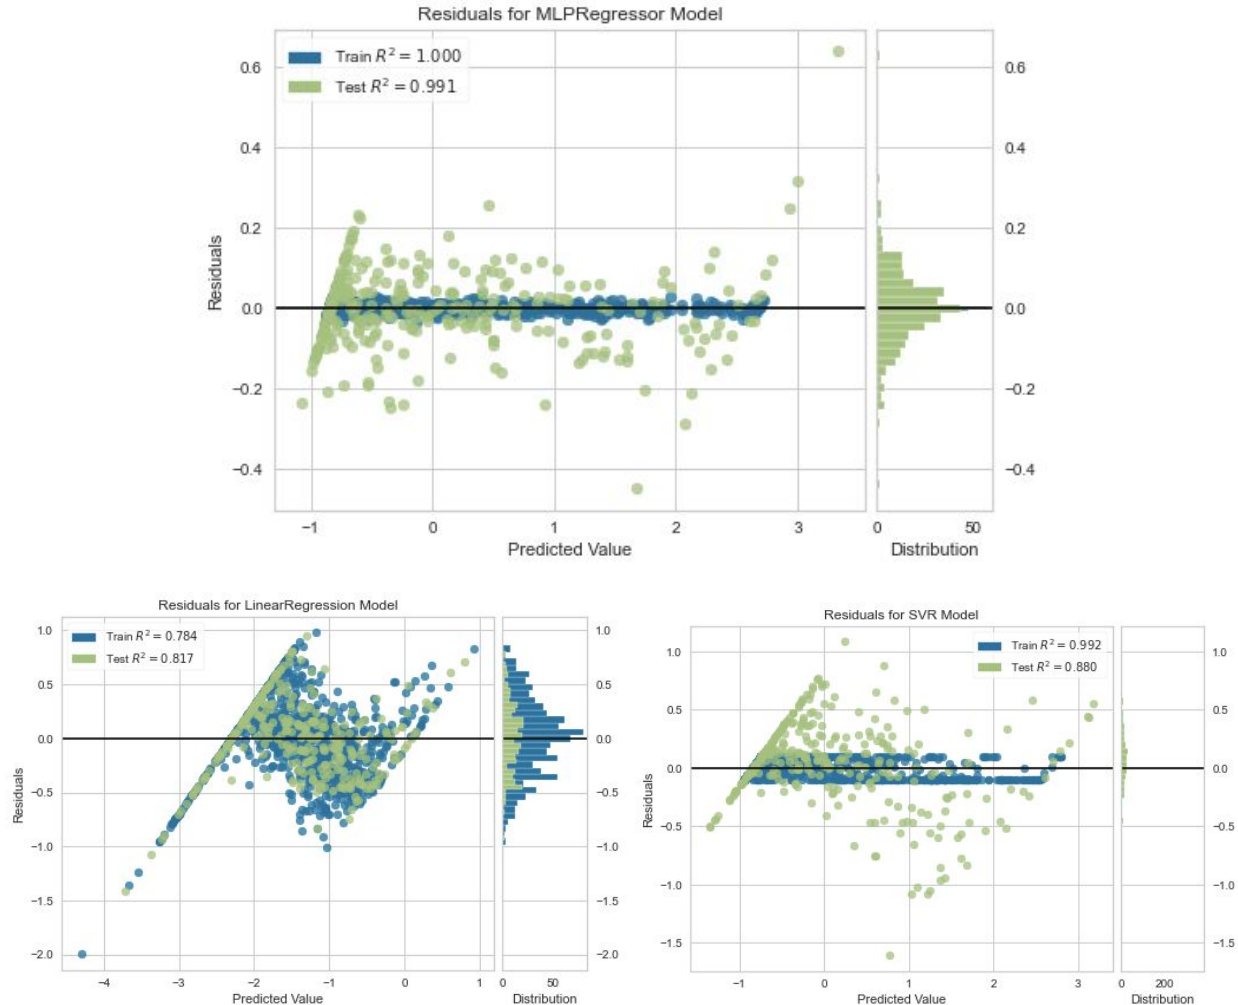 Residuals for MLPRegressor Model
Train R² = 1.000
Test R² = 0.991
0.6 0.6
0.4 0.4
0.2 0.2
0.0 0.0
−0.2 −0.2
−0.4 −0.4
Residuals
−1 0 1 2 3 0 50
Predicted Value Distribution
Residuals for LinearRegression Model
Train R² = 0.784
Test R² = 0.817
1.0 1.0
0.5 0.5
0.0 0.0
−0.5 −0.5
−1.0 −1.0
−1.5 −1.5
−2.0 −2.0
Residuals
−4 −3 −2 −1 0 1 0 50
Predicted Value Distribution
Residuals for SVR Model
Train R² = 0.992
Test R² = 0.880
1.0 1.0
0.5 0.5
0.0 0.0
−0.5 −0.5
−1.0 −1.0
−1.5 −1.5
Residuals
−1 0 1 2 3 0 200
Predicted Value Distribution